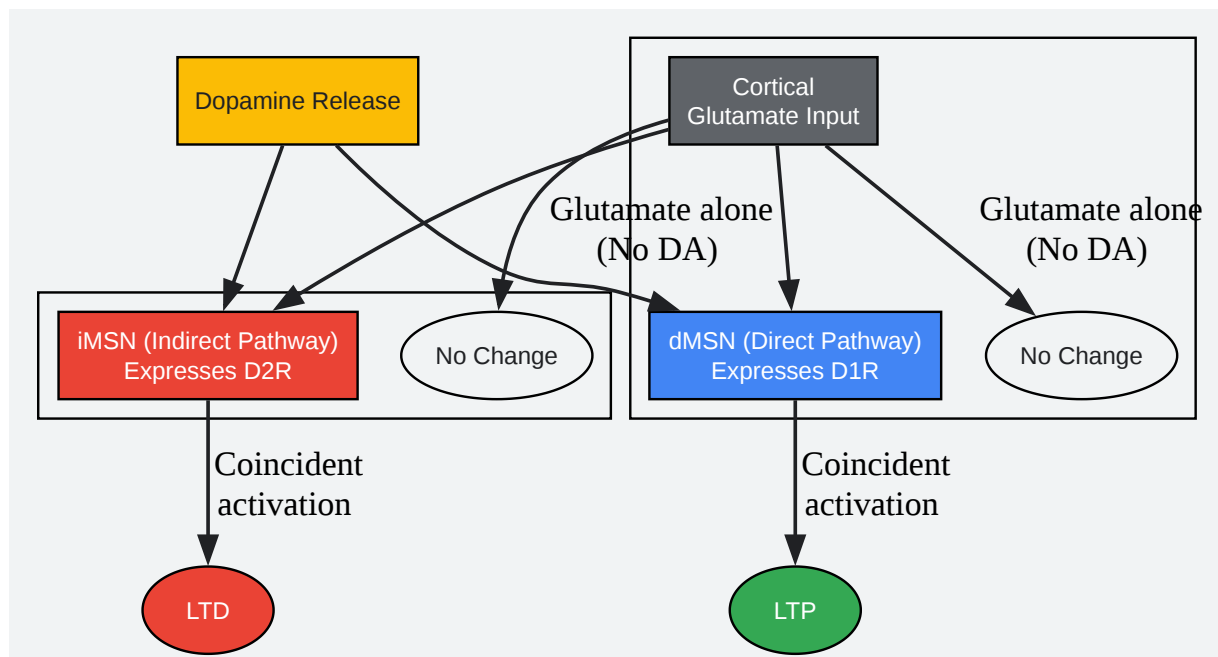 Dopamine Release
Cortical
Glutamate Input
Glutamate alone
(No DA)
Glutamate alone
(No DA)
iMSN (Indirect Pathway)
Expresses D2R
No Change
dMSN (Direct Pathway)
Expresses D1R
No Change
Coincident
activation
Coincident
activation
LTD
LTP